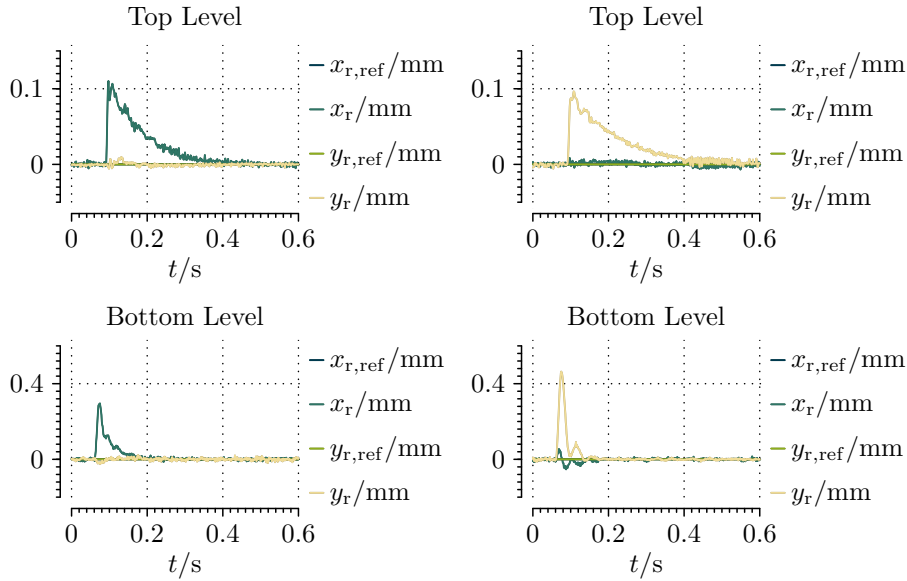 Top Level
0.1
0
0 0.2 0.4 0.6
t/s
x_r,ref/mm
x_r/mm
y_r,ref/mm
y_r/mm
Top Level
0.1
0
0 0.2 0.4 0.6
t/s
x_r,ref/mm
x_r/mm
y_r,ref/mm
y_r/mm
Bottom Level
0.4
0
0 0.2 0.4 0.6
t/s
x_r,ref/mm
x_r/mm
y_r,ref/mm
y_r/mm
Bottom Level
0.4
0
0 0.2 0.4 0.6
t/s
x_r,ref/mm
x_r/mm
y_r,ref/mm
y_r/mm